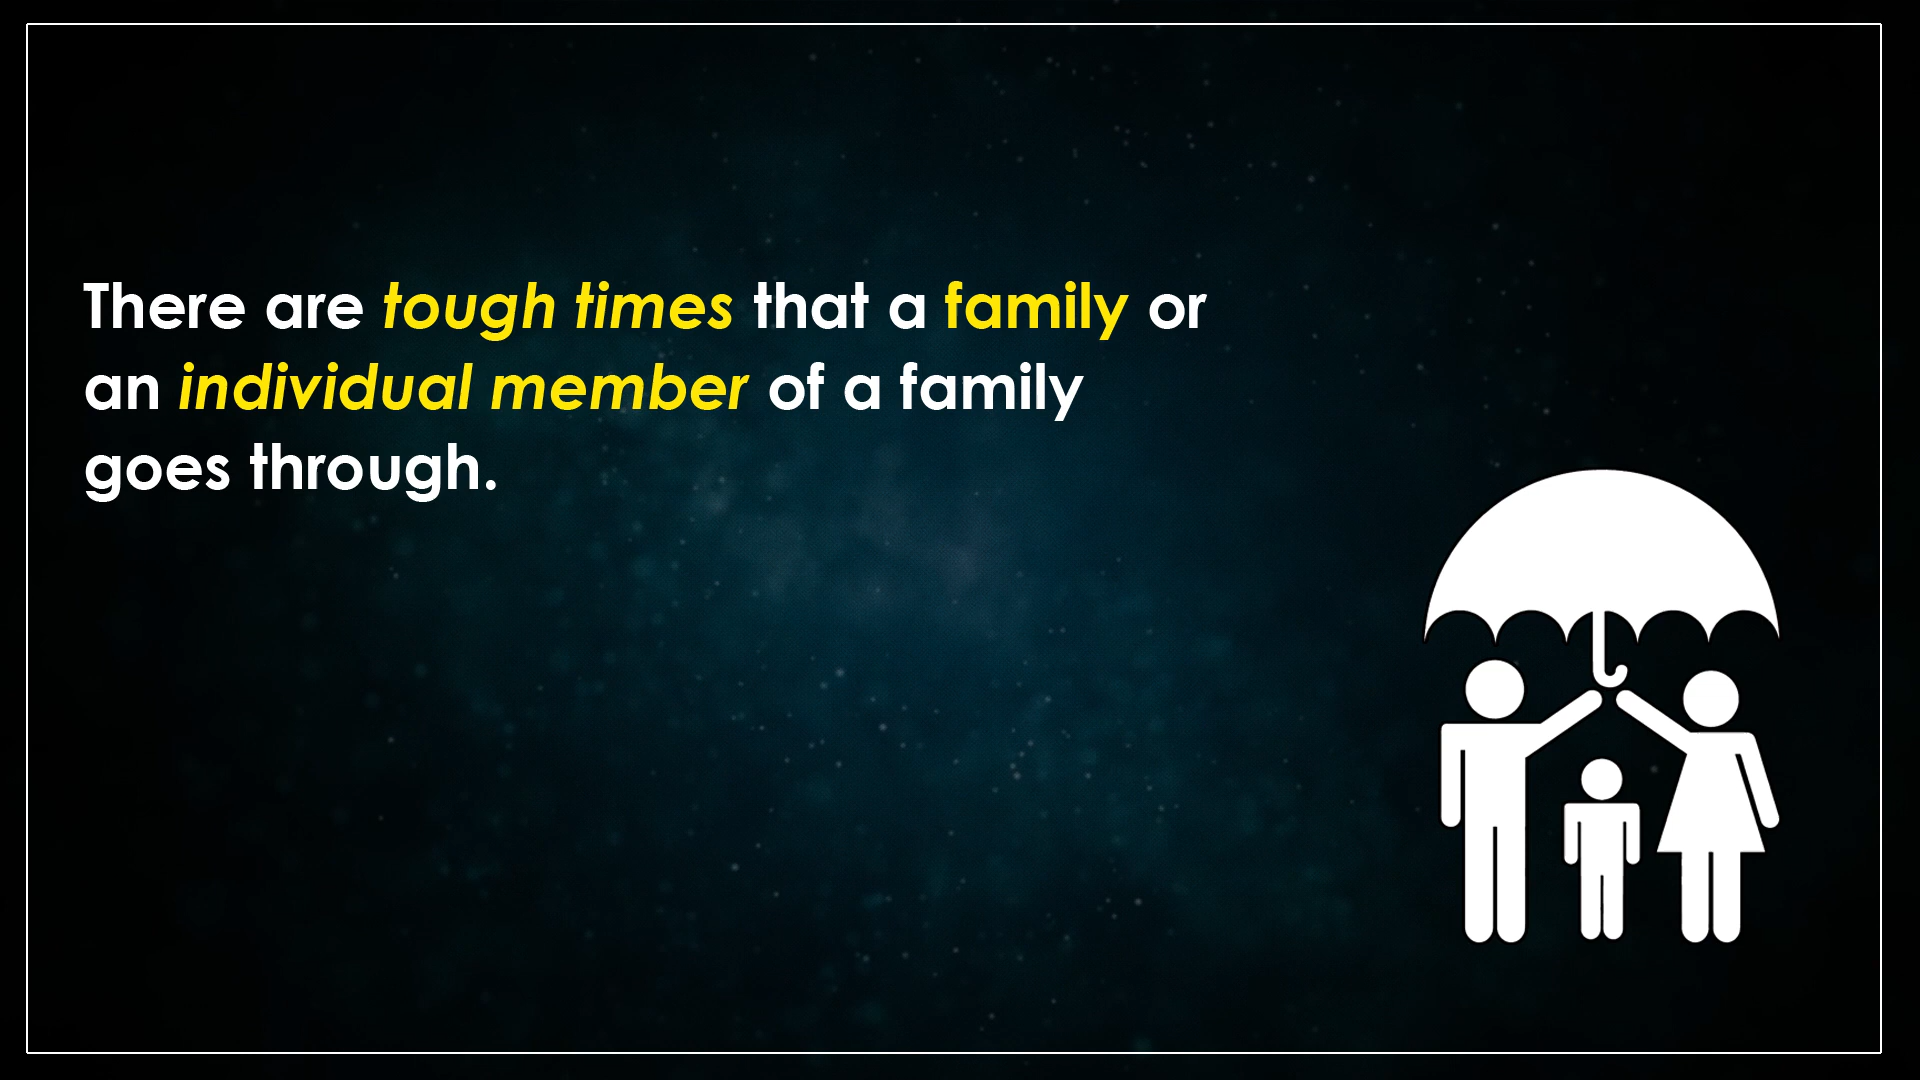 There are tough times that a family or
an individual member of a family
goes through.